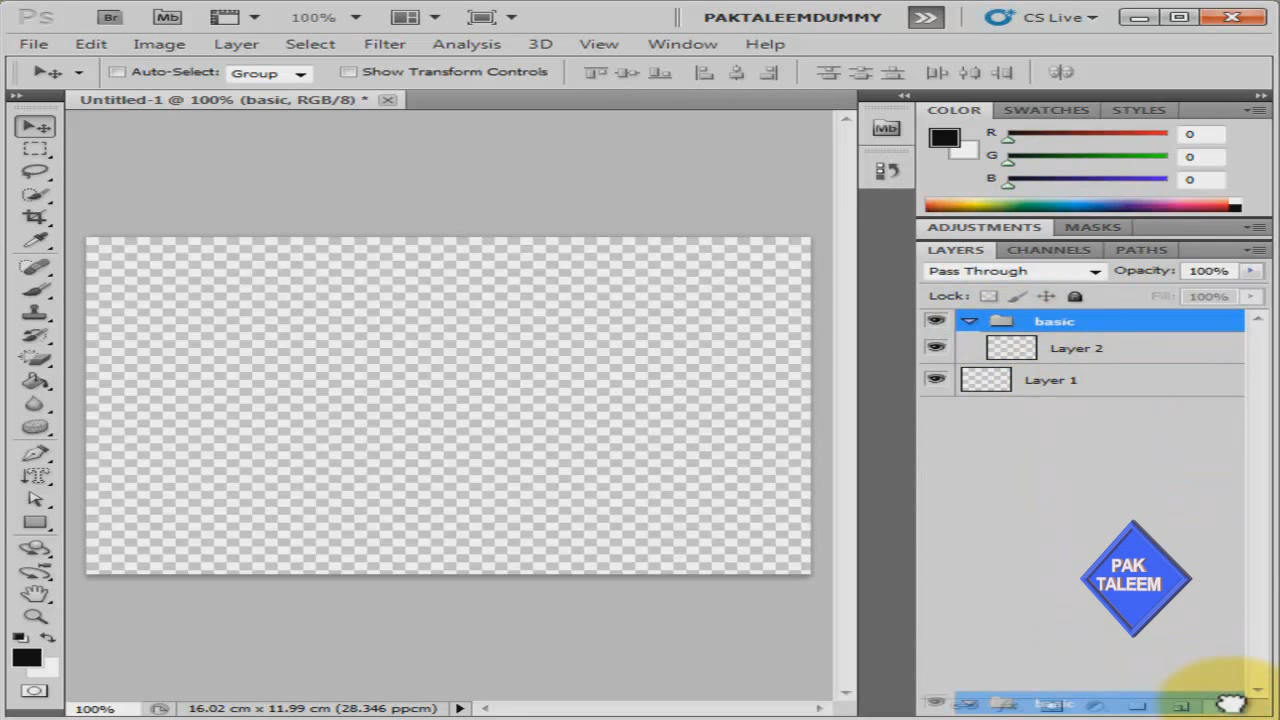 Ps Br Mb 100% PAKTALEEMDUMMY CS Live
File Edit Image Layer Select Filter Analysis 3D View Window Help
Auto-Select: Group Show Transform Controls
Untitled-1 @ 100% (basic, RGB/8) *
Mb
COLOR SWATCHES STYLES
R 0
G 0
B 0
ADJUSTMENTS MASKS
LAYERS CHANNELS PATHS
Pass Through Opacity: 100%
Lock: Fill: 100%
basic
Layer 2
Layer 1
PAK
TALEEM
basic
100% 16.02 cm x 11.99 cm (28.346 ppcm)